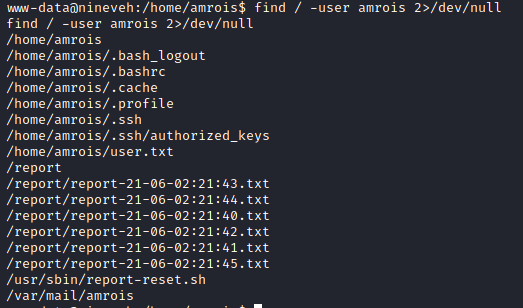 www-data@nineveh:/home/amrois$ find / -user amrois 2>/dev/null
find / -user amrois 2>/dev/null
/home/amrois
/home/amrois/.bash_logout
/home/amrois/.bashrc
/home/amrois/.cache
/home/amrois/.profile
/home/amrois/.ssh
/home/amrois/.ssh/authorized_keys
/home/amrois/user.txt
/report
/report/report-21-06-02:21:43.txt
/report/report-21-06-02:21:44.txt
/report/report-21-06-02:21:40.txt
/report/report-21-06-02:21:42.txt
/report/report-21-06-02:21:41.txt
/report/report-21-06-02:21:45.txt
/usr/sbin/report-reset.sh
/var/mail/amrois